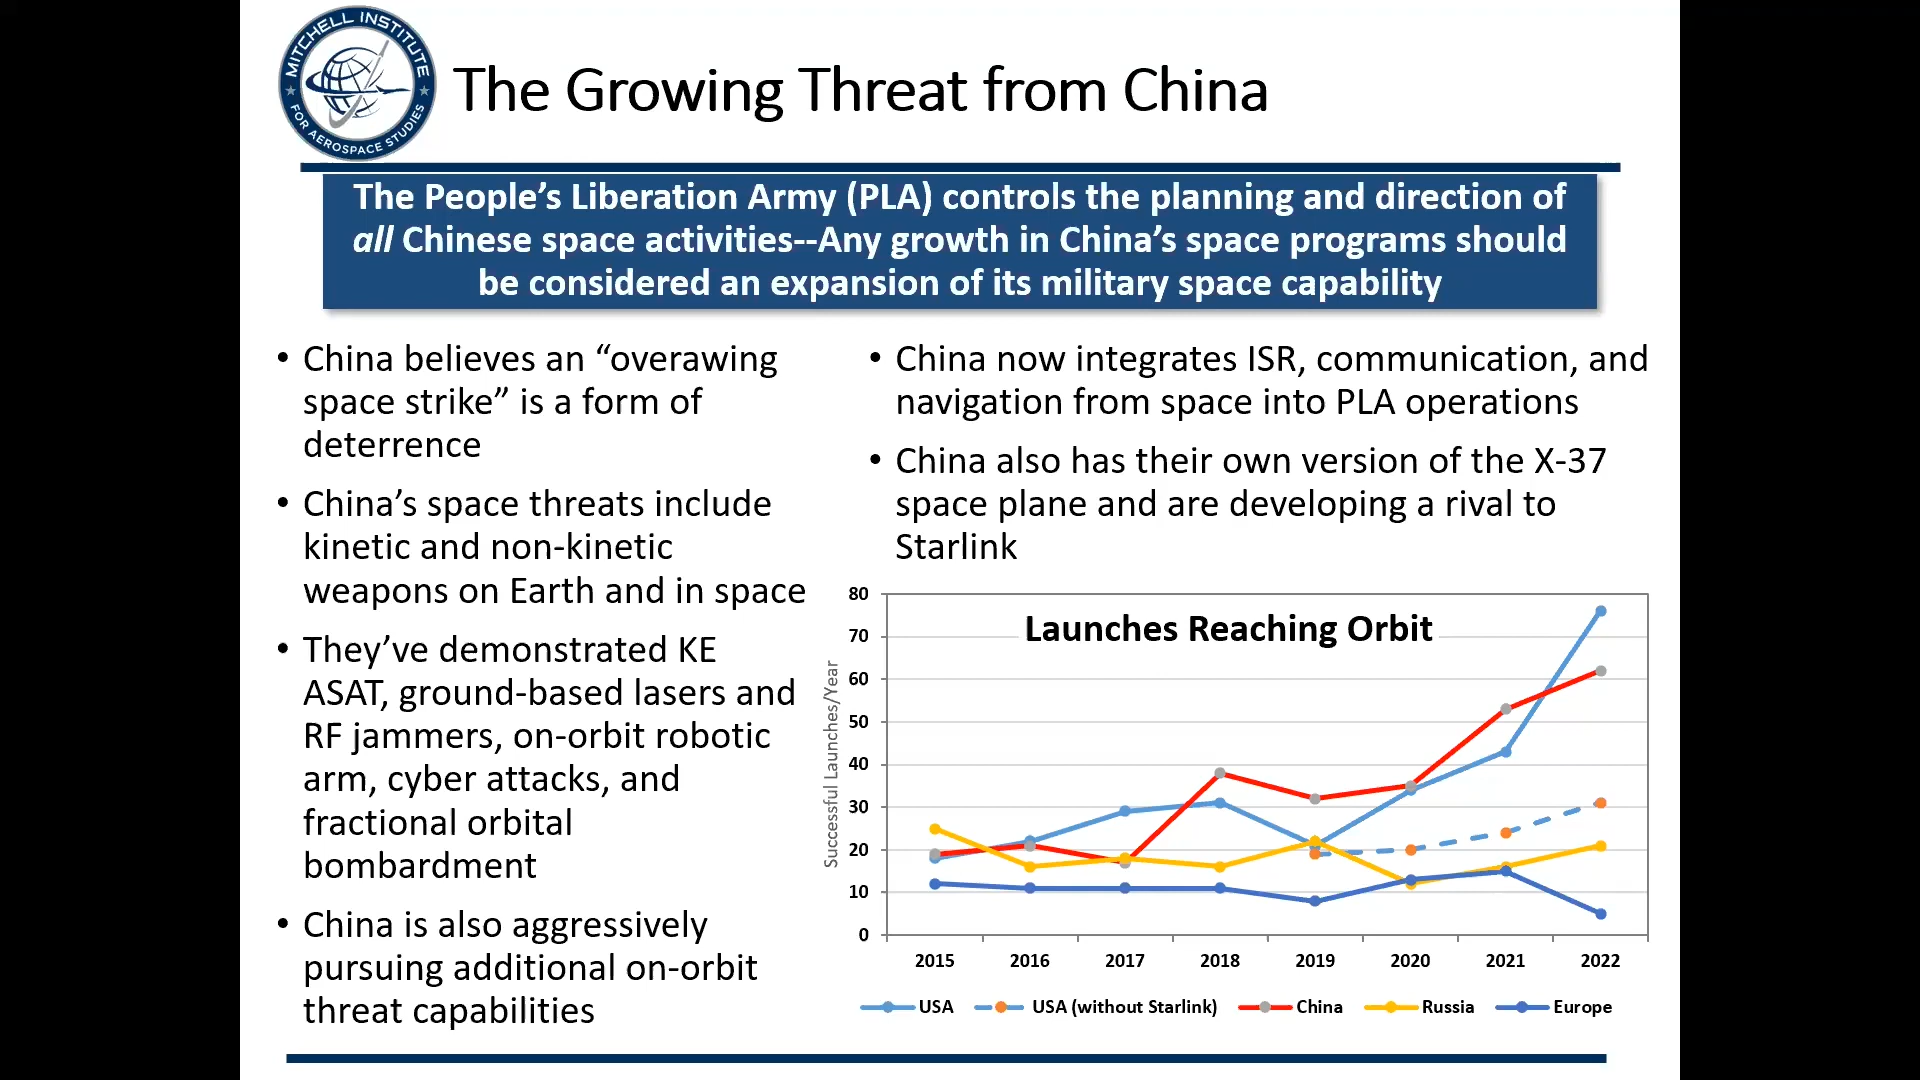 MITCHELL INSTITUTE
FOR AEROSPACE STUDIES
The Growing Threat from China
The People’s Liberation Army (PLA) controls the planning and direction of
all Chinese space activities--Any growth in China’s space programs should
be considered an expansion of its military space capability
• China believes an “overawing
space strike” is a form of
deterrence
• China’s space threats include
kinetic and non-kinetic
weapons on Earth and in space
• They’ve demonstrated KE
ASAT, ground-based lasers and
RF jammers, on-orbit robotic
arm, cyber attacks, and
fractional orbital
bombardment
• China is also aggressively
pursuing additional on-orbit
threat capabilities
• China now integrates ISR, communication, and
navigation from space into PLA operations
• China also has their own version of the X-37
space plane and are developing a rival to
Starlink
Launches Reaching Orbit
Successful Launches/Year
80
70
60
50
40
30
20
10
0
2015 2016 2017 2018 2019 2020 2021 2022
USA USA (without Starlink) China Russia Europe